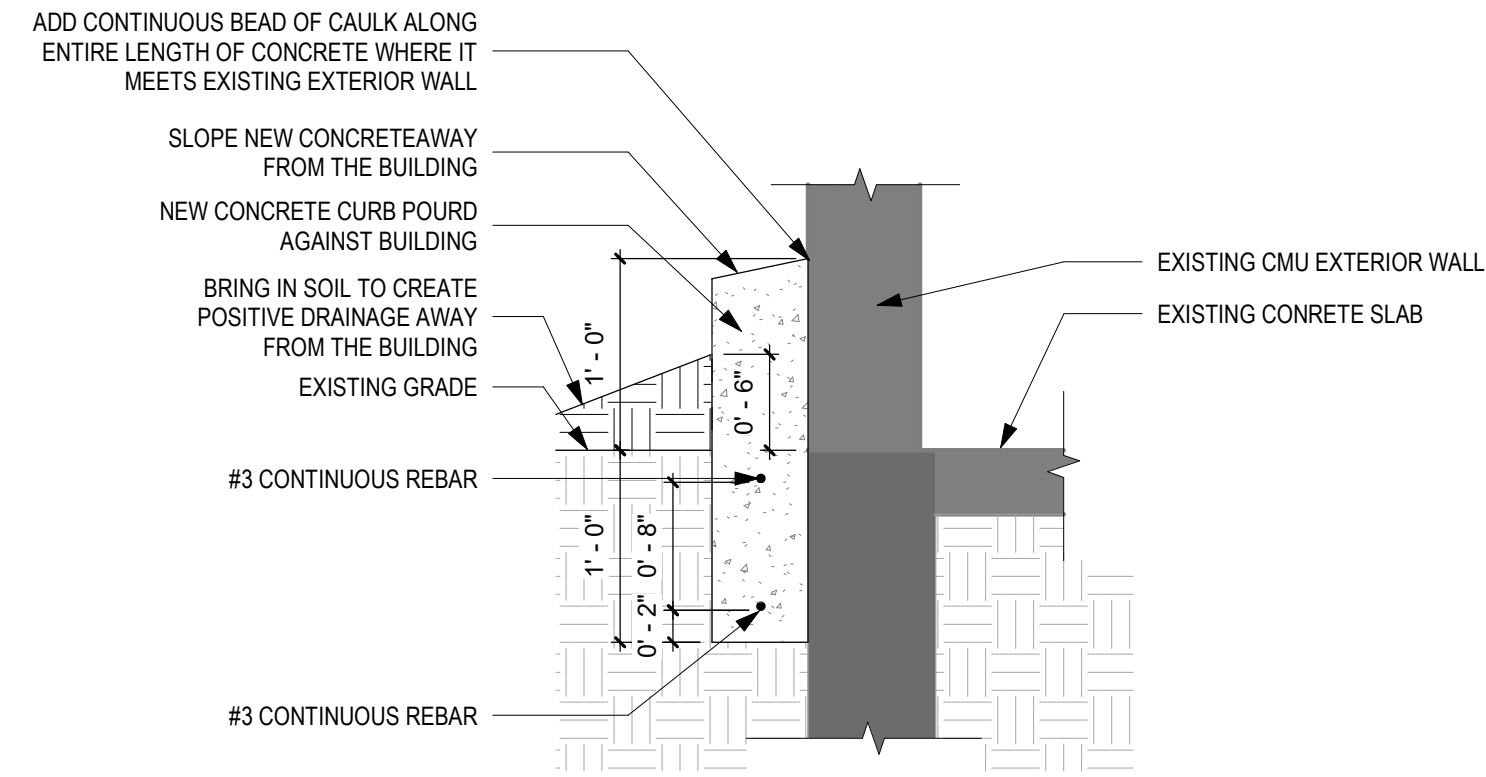 ADD CONTINUOUS BEAD OF CAULK ALONG
ENTIRE LENGTH OF CONCRETE WHERE IT
MEETS EXISTING EXTERIOR WALL
SLOPE NEW CONCRETEAWAY
FROM THE BUILDING
NEW CONCRETE CURB POURD
AGAINST BUILDING
BRING IN SOIL TO CREATE
POSITIVE DRAINAGE AWAY
FROM THE BUILDING
EXISTING GRADE
#3 CONTINUOUS REBAR
#3 CONTINUOUS REBAR
1' - 0"
0' - 6"
1' - 0"
0' - 8"
0' - 2"
EXISTING CMU EXTERIOR WALL
EXISTING CONRETE SLAB